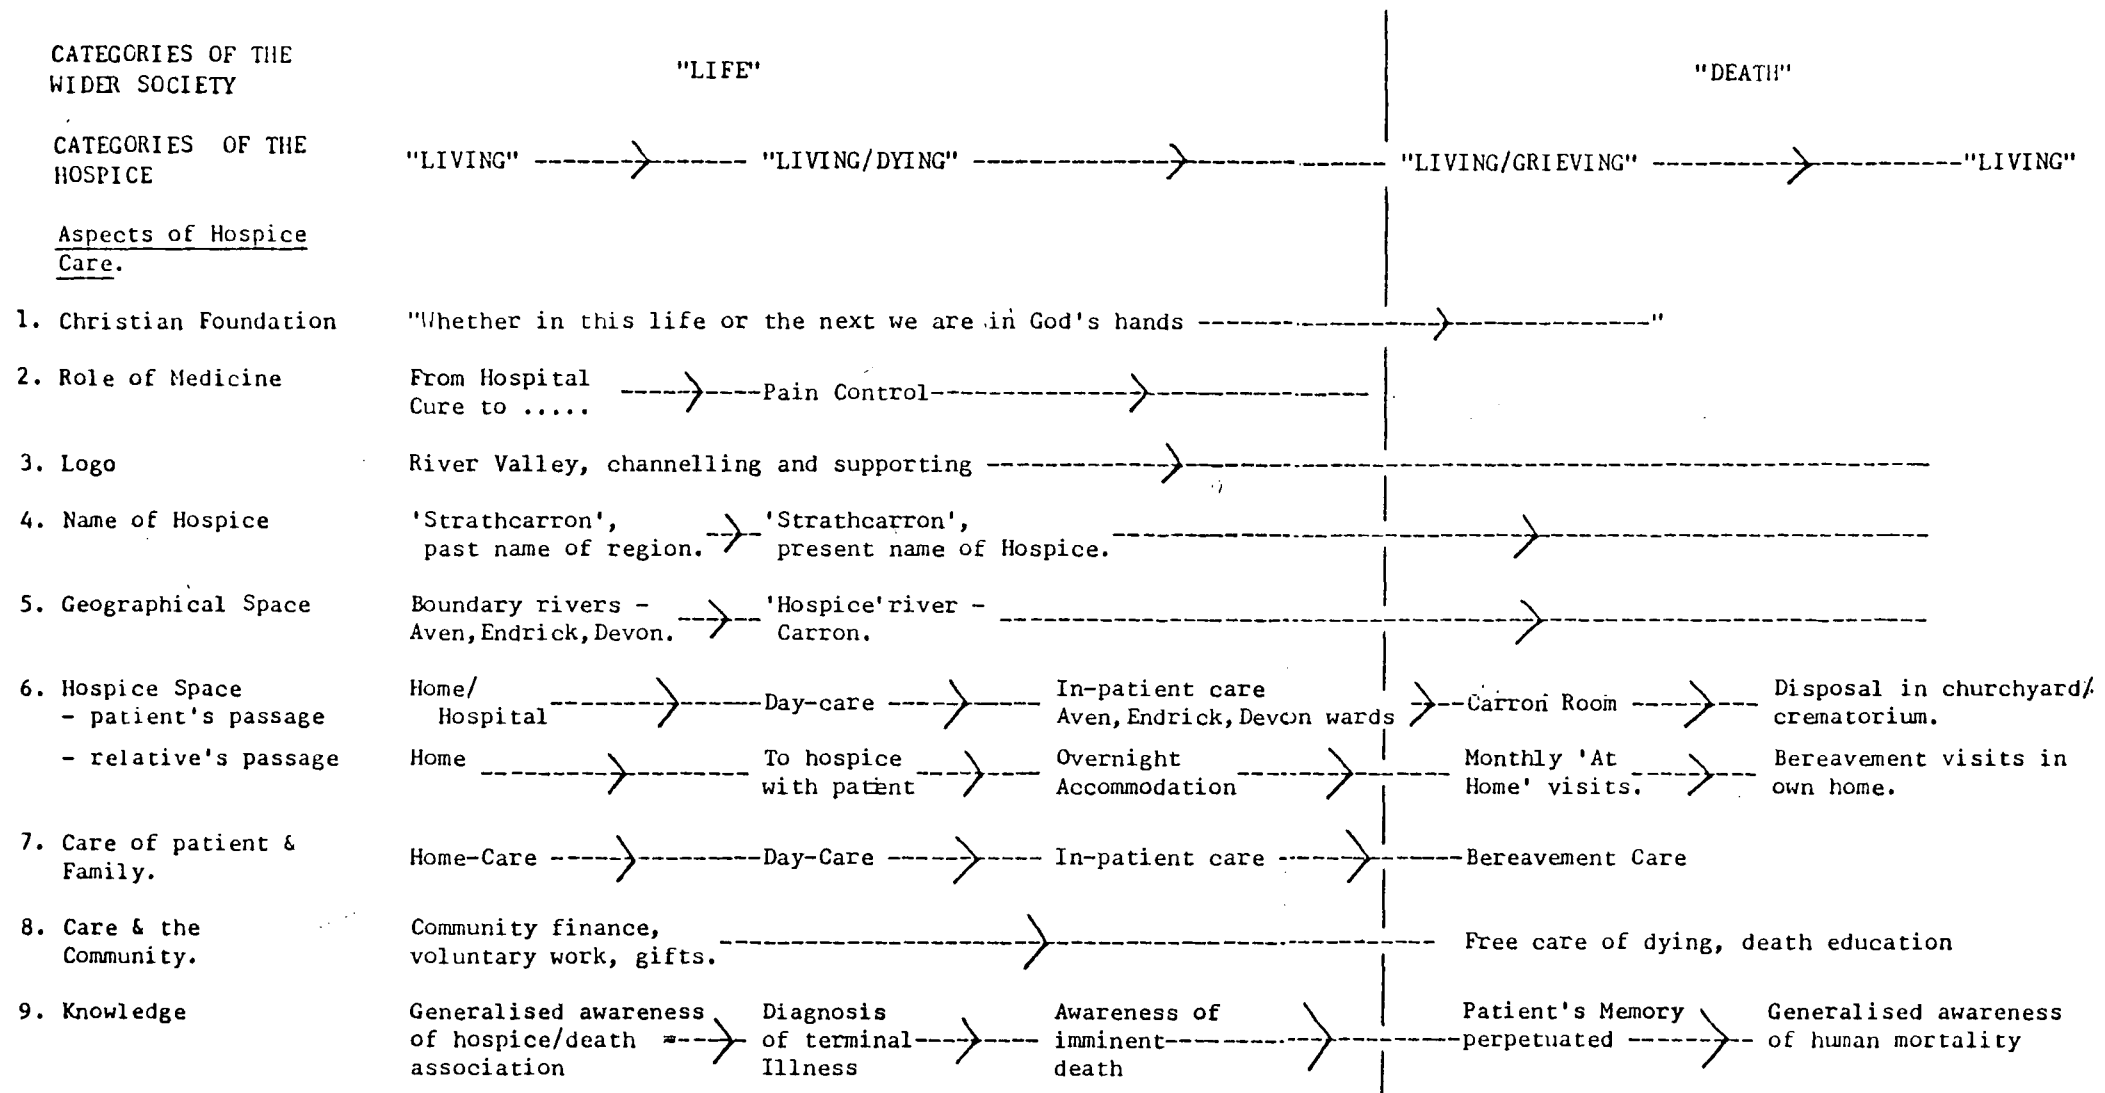 CATEGORIES OF THE
WIDER SOCIETY
"LIFE"
"DEATH"
CATEGORIES OF THE
HOSPICE
"LIVING" "LIVING/DYING" "LIVING/GRIEVING" "LIVING"
Aspects of Hospice
Care.
1. Christian Foundation "Whether in this life or the next we are in God's hands "
2. Role of Medicine
From Hospital
Cure to .....
Pain Control
3. Logo River Valley, channelling and supporting
4. Name of Hospice
'Strathcarron',
past name of region.
'Strathcarron',
present name of Hospice.
5. Geographical Space
Boundary rivers -
Aven,Endrick,Devon.
'Hospice'river -
Carron.
6. Hospice Space
- patient's passage
Home/
Hospital
Day-care
In-patient care
Aven,Endrick,Devon wards
Carron Room
Disposal in churchyard/
crematorium.
- relative's passage
Home
To hospice
with patient
Overnight
Accommodation
Monthly 'At
Home' visits.
Bereavement visits in
own home.
7. Care of patient &
Family.
Home-Care Day-Care In-patient care Bereavement Care
8. Care & the
Community.
Community finance,
voluntary work, gifts.
Free care of dying, death education
9. Knowledge
Generalised awareness
of hospice/death
association
Diagnosis
of terminal
Illness
Awareness of
imminent
death
Patient's Memory
perpetuated
Generalised awareness
of human mortality